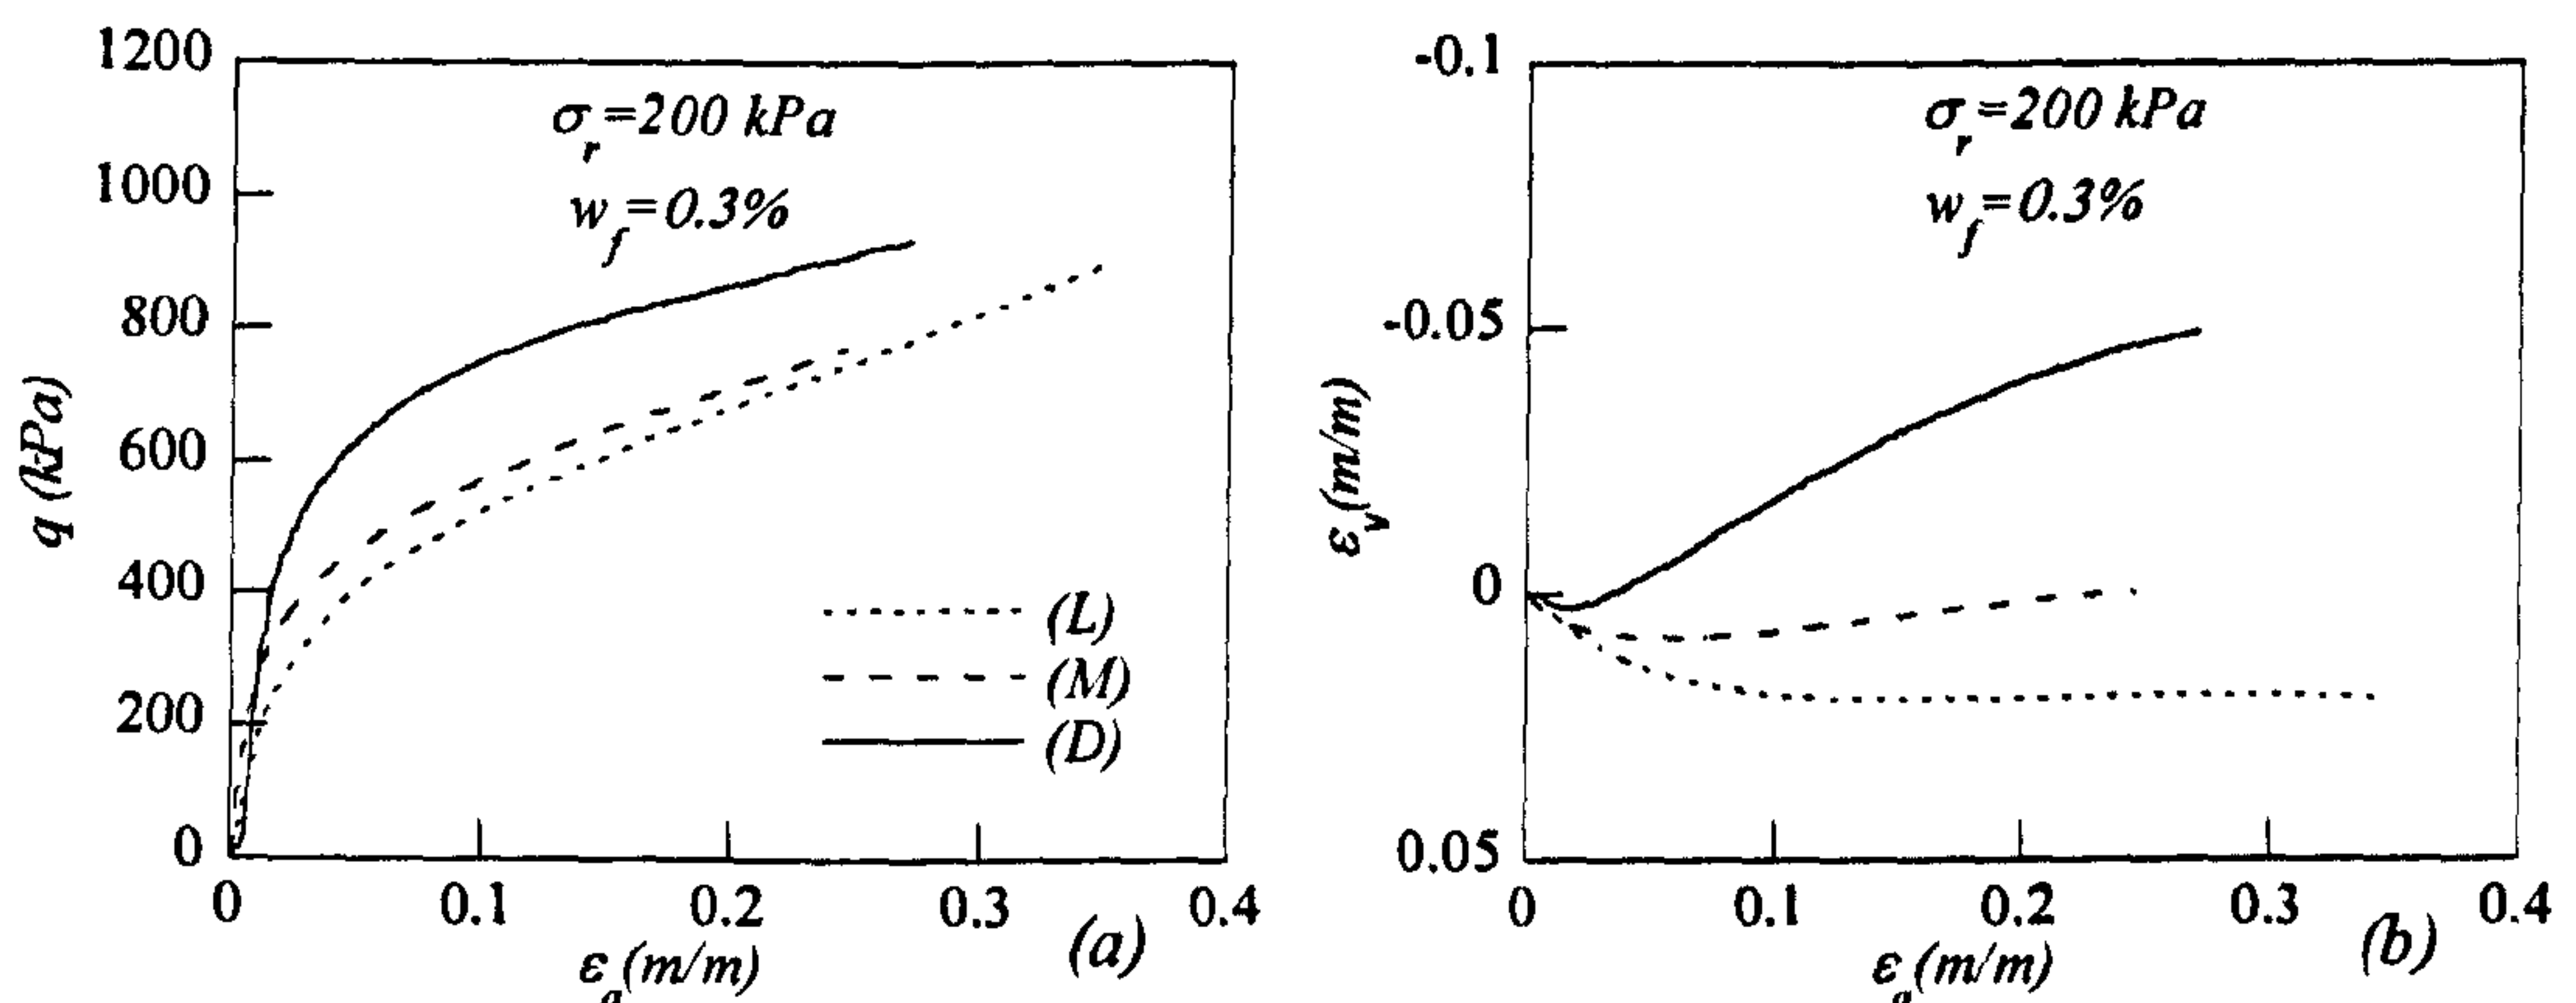 1200
1000
800
600
400
200
0
q (kPa)
σr=200 kPa
wf=0.3%
(L)
(M)
(D)
0 0.1 0.2 0.3 0.4
εa(m/m)
(a)
-0.1
-0.05
0
0.05
εv(m/m)
σr=200 kPa
wf=0.3%
0 0.1 0.2 0.3 0.4
εa(m/m)
(b)